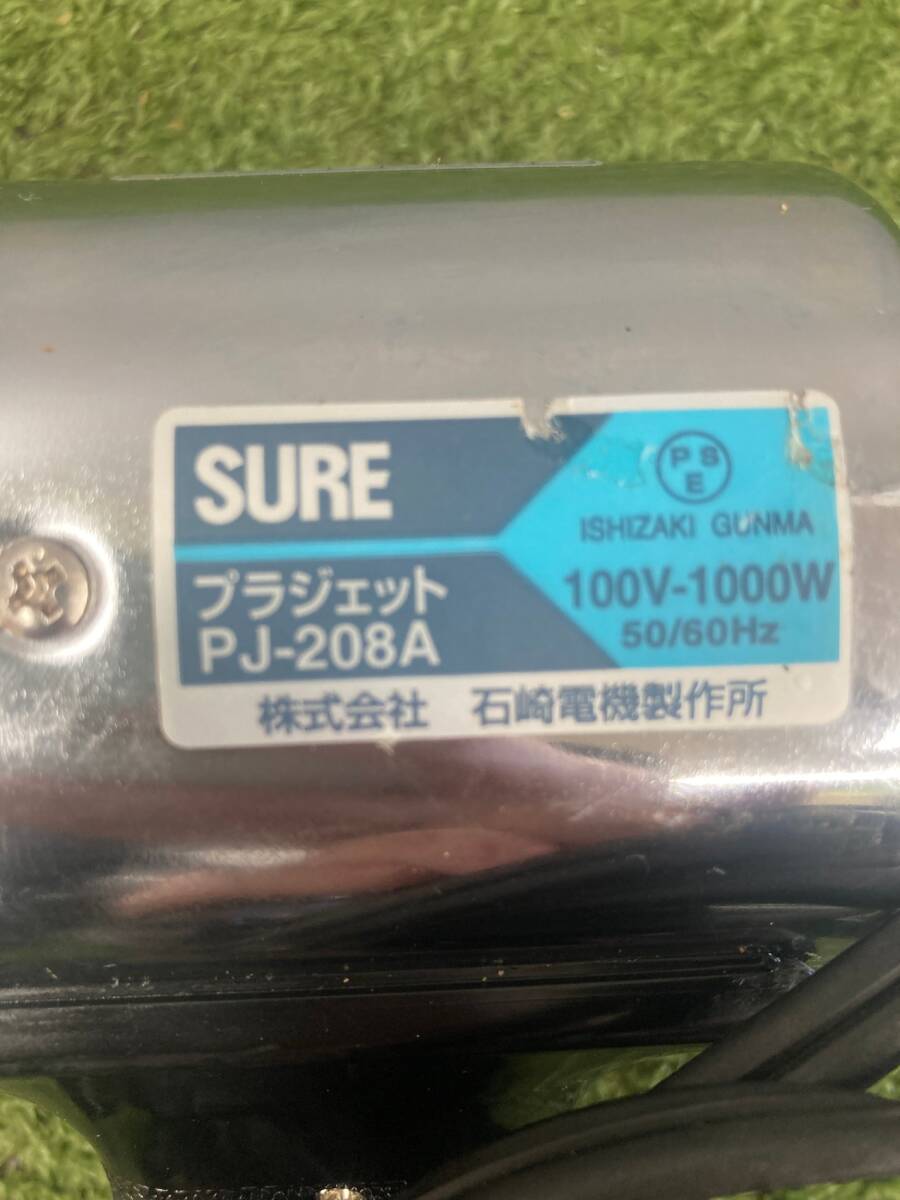 SURE
プラジェット
PJ-208A
PSE
ISHIZAKI GUNMA
100V-1000W
50/60Hz
株式会社 石崎電機製作所